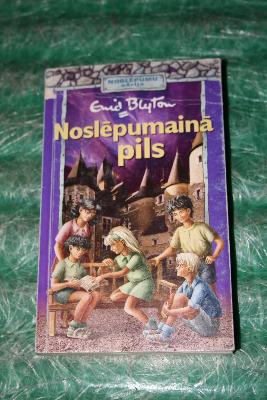 NOSLĒPUMU
sērija
Enid Blyton
Noslēpumainā
pils